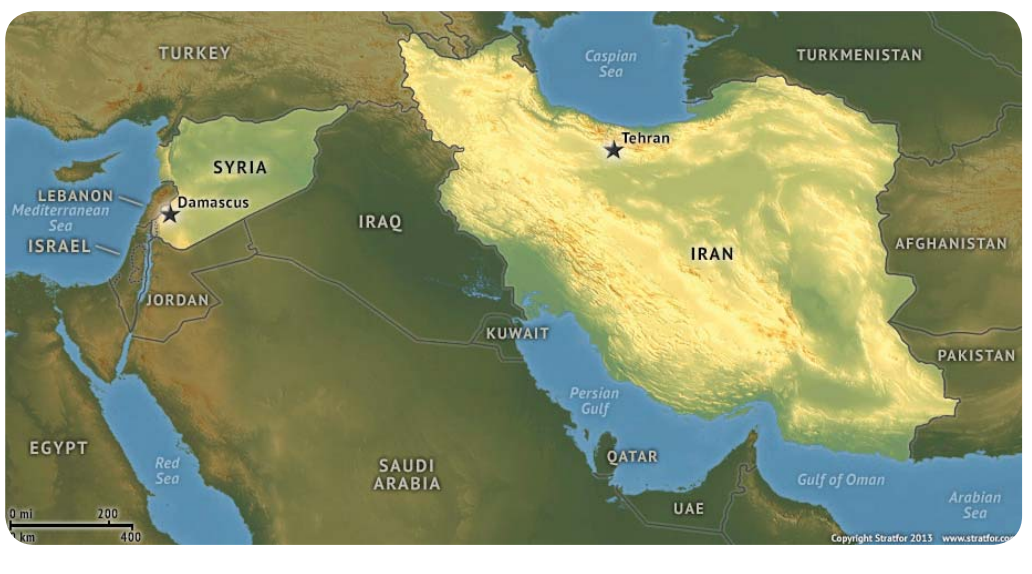 TURKEY
Caspian
Sea
TURKMENISTAN
Tehran
SYRIA
LEBANON
Damascus
Mediterranean
Sea
IRAQ
ISRAEL
IRAN
AFGHANISTAN
JORDAN
KUWAIT
PAKISTAN
Persian
Gulf
EGYPT
Red
Sea
SAUDI
ARABIA
QATAR
Gulf of Oman
UAE
Arabian
Sea
0 mi 200
km 400
Copyright Stratfor 2013 www.stratfor.co